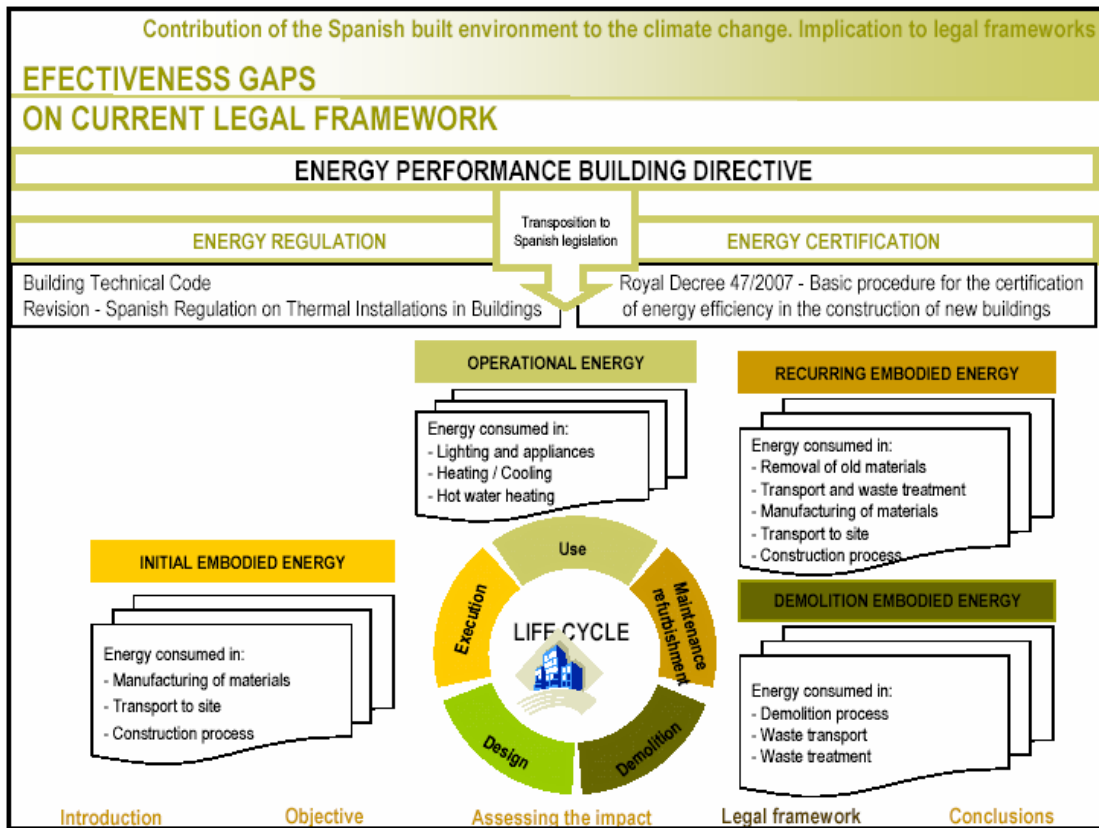 Contribution of the Spanish built environment to the climate change. Implication to legal frameworks
EFECTIVENESS GAPS
ON CURRENT LEGAL FRAMEWORK
ENERGY PERFORMANCE BUILDING DIRECTIVE
Transposition to
Spanish legislation
ENERGY REGULATION
ENERGY CERTIFICATION
Building Technical Code
Revision - Spanish Regulation on Thermal Installations in Buildings
Royal Decree 47/2007 - Basic procedure for the certification
of energy efficiency in the construction of new buildings
OPERATIONAL ENERGY
Energy consumed in:
- Lighting and appliances
- Heating / Cooling
- Hot water heating
RECURRING EMBODIED ENERGY
Energy consumed in:
- Removal of old materials
- Transport and waste treatment
- Manufacturing of materials
- Transport to site
- Construction process
INITIAL EMBODIED ENERGY
Energy consumed in:
- Manufacturing of materials
- Transport to site
- Construction process
Use
Execution
Maintenance
refurbishment
LIFE CYCLE
Design
Demolition
DEMOLITION EMBODIED ENERGY
Energy consumed in:
- Demolition process
- Waste transport
- Waste treatment
Introduction
Objective
Assessing the impact
Legal framework
Conclusions